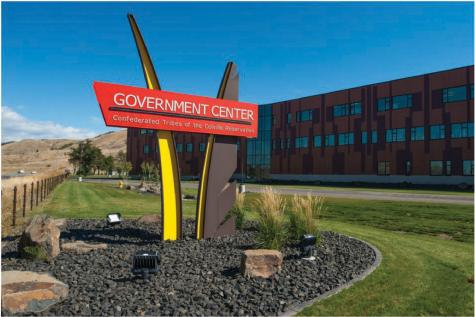 GOVERNMENT CENTER
Confederated Tribes of the Colville Reservation